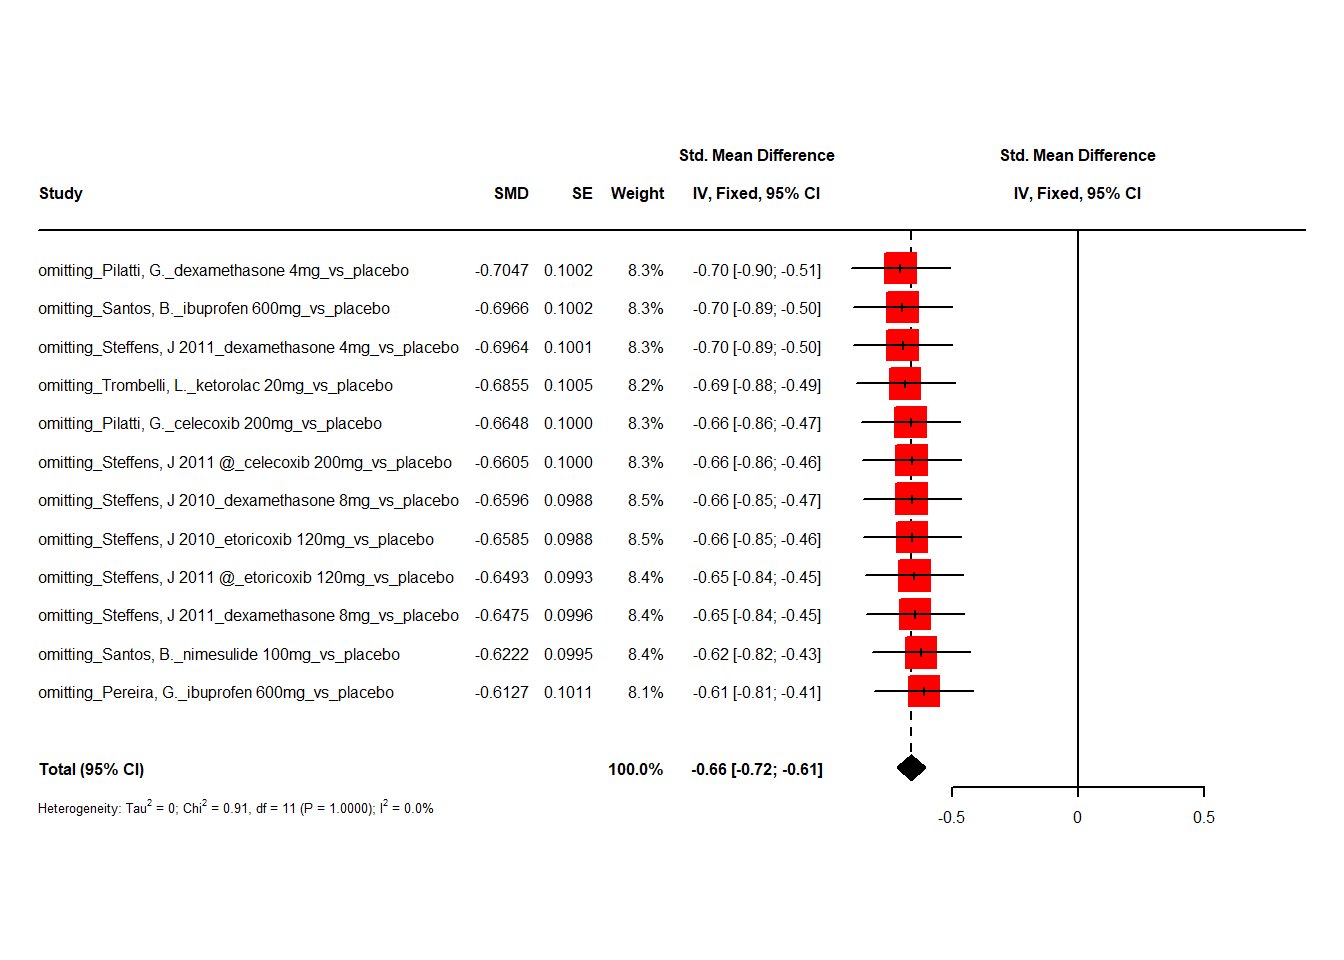 Std. Mean Difference Std. Mean Difference
Study SMD SE Weight IV, Fixed, 95% CI IV, Fixed, 95% CI
omitting_Pilatti, G._dexamethasone 4mg_vs_placebo -0.7047 0.1002 8.3% -0.70 [-0.90; -0.51]
omitting_Santos, B._ibuprofen 600mg_vs_placebo -0.6966 0.1002 8.3% -0.70 [-0.89; -0.50]
omitting_Steffens, J 2011_dexamethasone 4mg_vs_placebo -0.6964 0.1001 8.3% -0.70 [-0.89; -0.50]
omitting_Trombelli, L._ketorolac 20mg_vs_placebo -0.6855 0.1005 8.2% -0.69 [-0.88; -0.49]
omitting_Pilatti, G._celecoxib 200mg_vs_placebo -0.6648 0.1000 8.3% -0.66 [-0.86; -0.47]
omitting_Steffens, J 2011 @_celecoxib 200mg_vs_placebo -0.6605 0.1000 8.3% -0.66 [-0.86; -0.46]
omitting_Steffens, J 2010_dexamethasone 8mg_vs_placebo -0.6596 0.0988 8.5% -0.66 [-0.85; -0.47]
omitting_Steffens, J 2010_etoricoxib 120mg_vs_placebo -0.6585 0.0988 8.5% -0.66 [-0.85; -0.46]
omitting_Steffens, J 2011 @_etoricoxib 120mg_vs_placebo -0.6493 0.0993 8.4% -0.65 [-0.84; -0.45]
omitting_Steffens, J 2011_dexamethasone 8mg_vs_placebo -0.6475 0.0996 8.4% -0.65 [-0.84; -0.45]
omitting_Santos, B._nimesulide 100mg_vs_placebo -0.6222 0.0995 8.4% -0.62 [-0.82; -0.43]
omitting_Pereira, G._ibuprofen 600mg_vs_placebo -0.6127 0.1011 8.1% -0.61 [-0.81; -0.41]
Total (95% CI) 100.0% -0.66 [-0.72; -0.61]
Heterogeneity: Tau² = 0; Chi² = 0.91, df = 11 (P = 1.0000); I² = 0.0%
-0.5 0 0.5